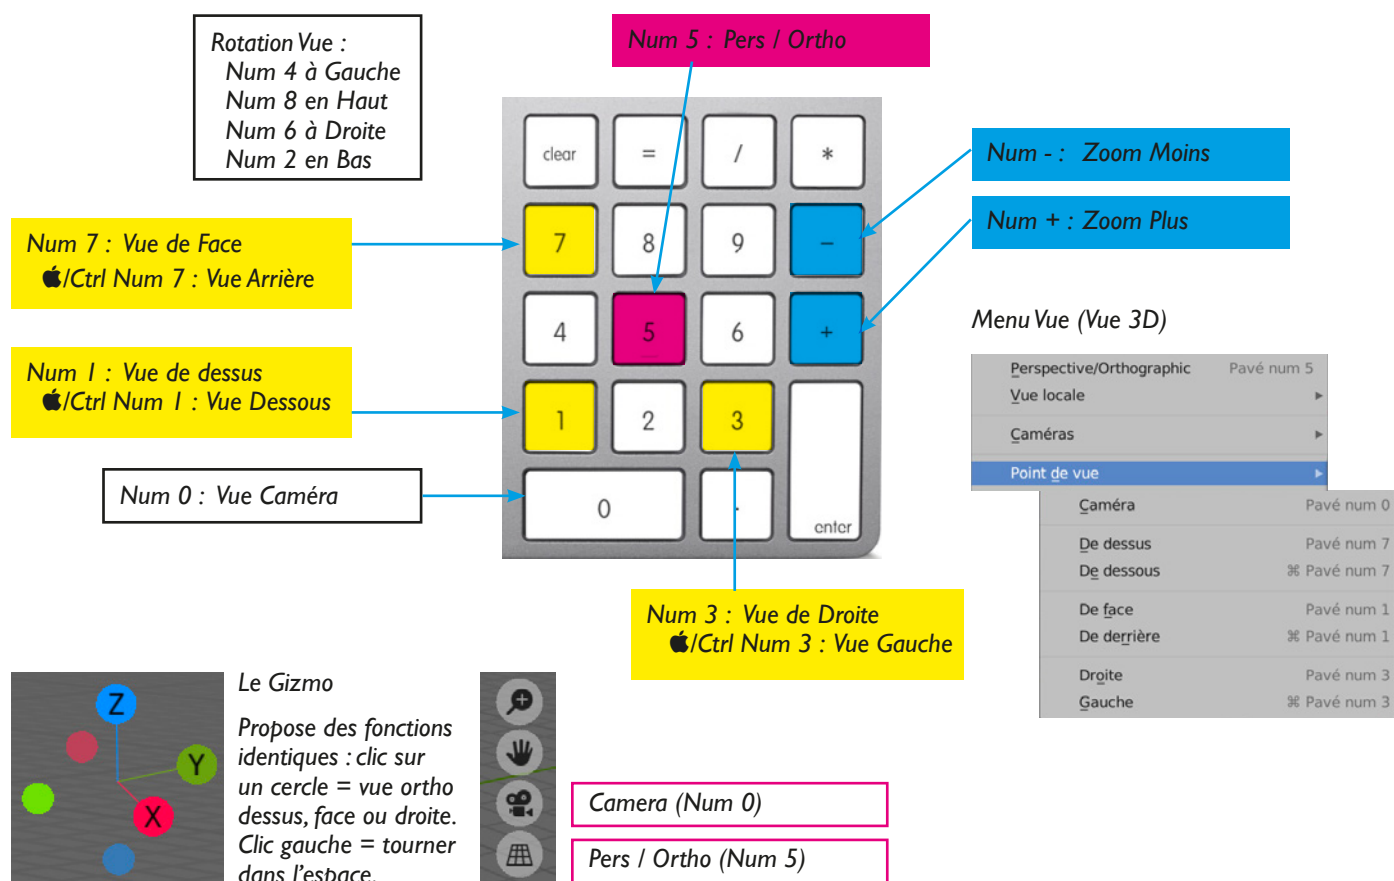 Rotation Vue :
Num 4 à Gauche
Num 8 en Haut
Num 6 à Droite
Num 2 en Bas
Num 5 : Pers / Ortho
clear = / *
7 8 9 –
4 5 6 +
1 2 3
0 . enter
Num - : Zoom Moins
Num + : Zoom Plus
Num 7 : Vue de Face
/Ctrl Num 7 : Vue Arrière
Num 1 : Vue de dessus
/Ctrl Num 1 : Vue Dessous
Num 0 : Vue Caméra
Num 3 : Vue de Droite
/Ctrl Num 3 : Vue Gauche
Menu Vue (Vue 3D)
Perspective/Orthographic Pavé num 5
Vue locale
Caméras
Point de vue
Caméra Pavé num 0
De dessus Pavé num 7
De dessous ⌘ Pavé num 7
De face Pavé num 1
De derrière ⌘ Pavé num 1
Droite Pavé num 3
Gauche ⌘ Pavé num 3
Z
Y
X
Le Gizmo
Propose des fonctions
identiques : clic sur
un cercle = vue ortho
dessus, face ou droite.
Clic gauche = tourner
dans l'espace.
Camera (Num 0)
Pers / Ortho (Num 5)